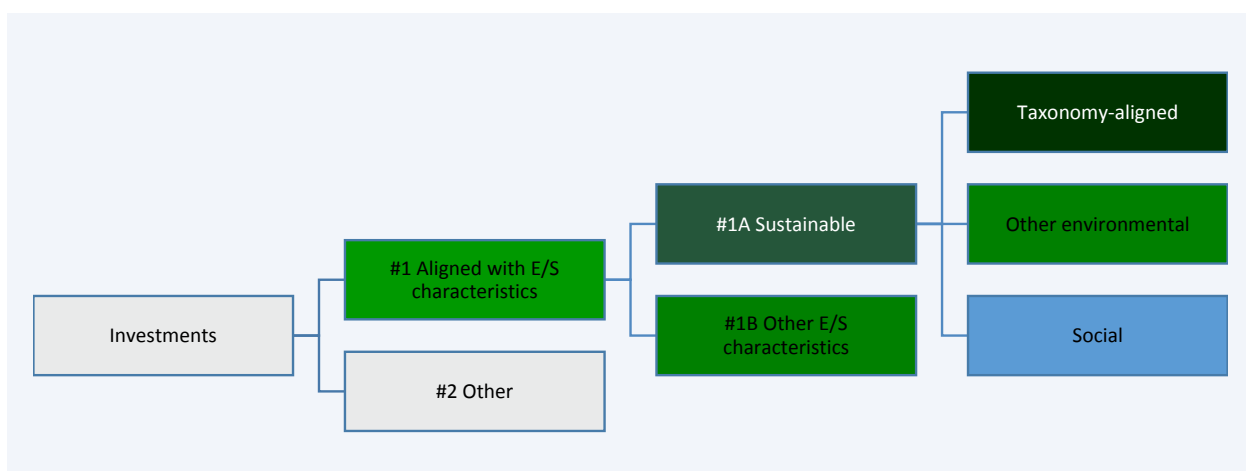 Investments
#1 Aligned with E/S
characteristics
#2 Other
#1A Sustainable
#1B Other E/S
characteristics
Taxonomy-aligned
Other environmental
Social